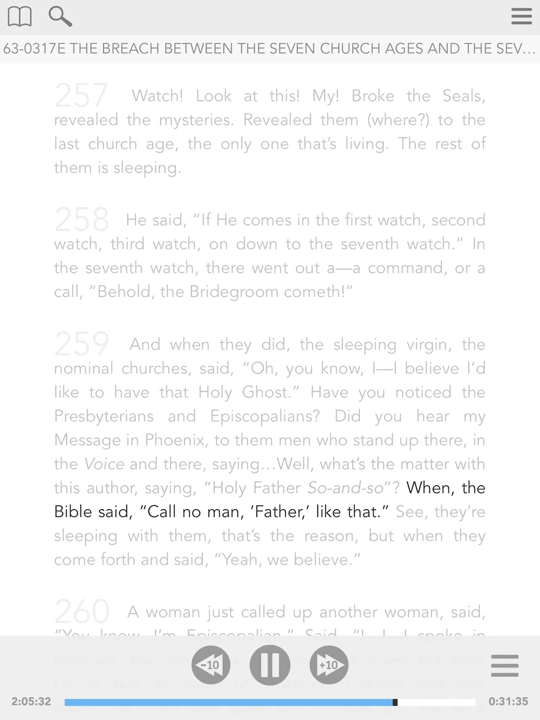 63-0317E THE BREACH BETWEEN THE SEVEN CHURCH AGES AND THE SEV...
257 Watch! Look at this! My! Broke the Seals,
revealed the mysteries. Revealed them (where?) to the
last church age, the only one that’s living. The rest of
them is sleeping.
258 He said, “If He comes in the first watch, second
watch, third watch, on down to the seventh watch.” In
the seventh watch, there went out a—a command, or a
call, “Behold, the Bridegroom cometh!”
259 And when they did, the sleeping virgin, the
nominal churches, said, “Oh, you know, I—I believe I’d
like to have that Holy Ghost.” Have you noticed the
Presbyterians and Episcopalians? Did you hear my
Message in Phoenix, to them men who stand up there, in
the Voice and there, saying…Well, what’s the matter with
this author, saying, “Holy Father So-and-so”? When, the
Bible said, “Call no man, ‘Father,’ like that.” See, they’re
sleeping with them, that’s the reason, but when they
come forth and said, “Yeah, we believe.”
260 A woman just called up another woman, said,
“You know, I’m Episcopalian.” Said, “I—I—I spoke in
-10
+10
2:05:32
0:31:35